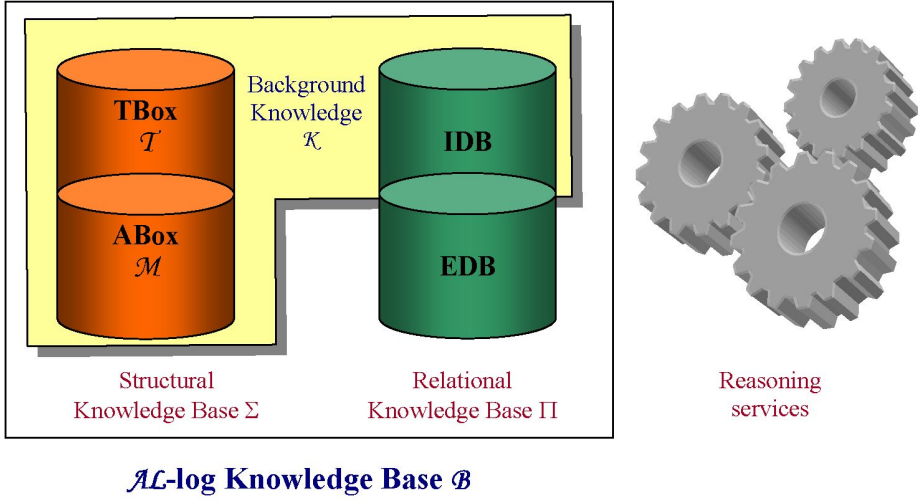 TBox
𝒯
Background
Knowledge
𝒦
IDB
ABox
ℳ
EDB
Structural
Knowledge Base Σ
Relational
Knowledge Base Π
Reasoning
services
𝒜ℒ-log Knowledge Base ℬ